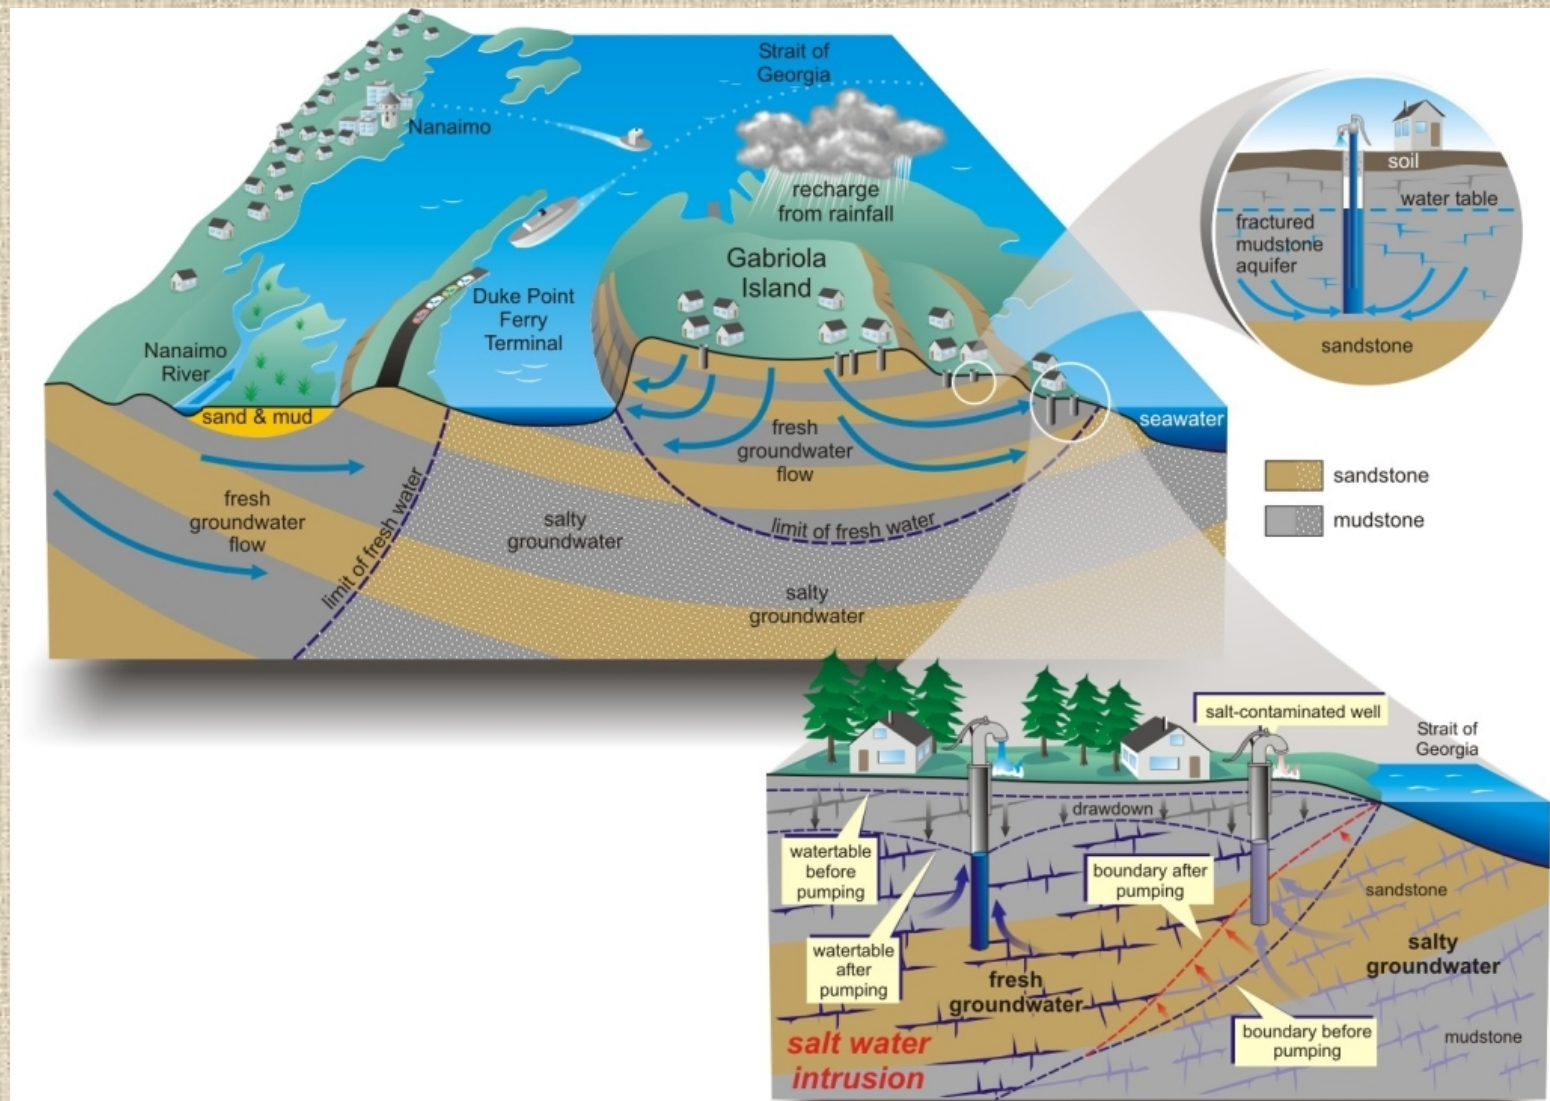 Strait of
Georgia
Nanaimo
recharge
from rainfall
Gabriola
Island
Duke Point
Ferry
Terminal
Nanaimo
River
sand & mud
fresh
groundwater
flow
limit of fresh water
salty
groundwater
fresh
groundwater
flow
limit of fresh water
salty
groundwater
seawater
soil
water table
fractured
mudstone
aquifer
sandstone
sandstone
mudstone
salt-contaminated well
Strait of
Georgia
drawdown
watertable
before
pumping
boundary after
pumping
sandstone
watertable
after
pumping
fresh
groundwater
salty
groundwater
boundary before
pumping
mudstone
salt water
intrusion